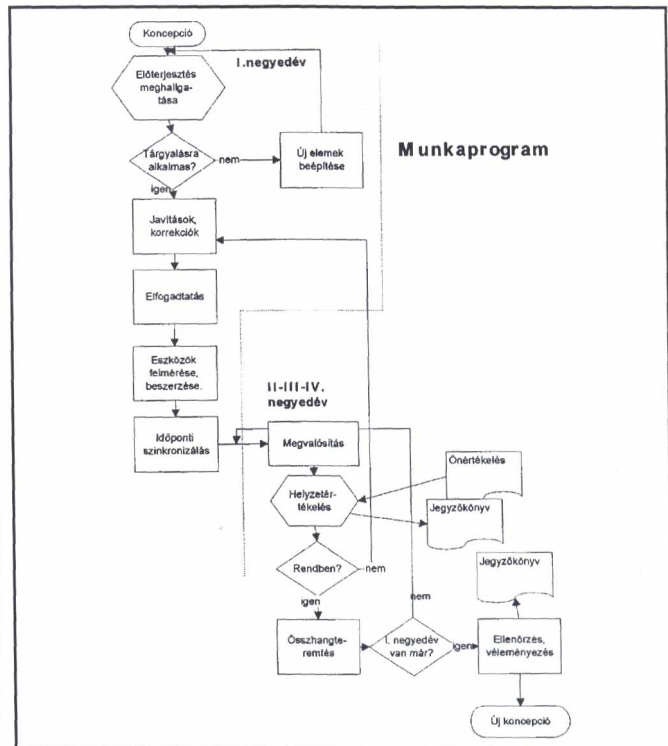 Koncepció
I.negyedév
Előterjesztés
meghallga-
tása
Munkaprogram
Tárgyalásra
alkalmas?
nem
Új elemek
beépítése
igen
Javítások,
korrekciók
Elfogadtatás
Eszközök
felmérése,
beszerzése.
II-III-IV.
negyedév
Időponti
szinkronizálás
Megvalósítás
Önértékelés
Helyzetér-
tékelés
Jegyzőkönyv
Rendben?
nem
Jegyzőkönyv
igen
nem
Összhangte-
remtés
I. negyedév
van már?
igen
Ellenőrzés,
véleményezés
Új koncepció